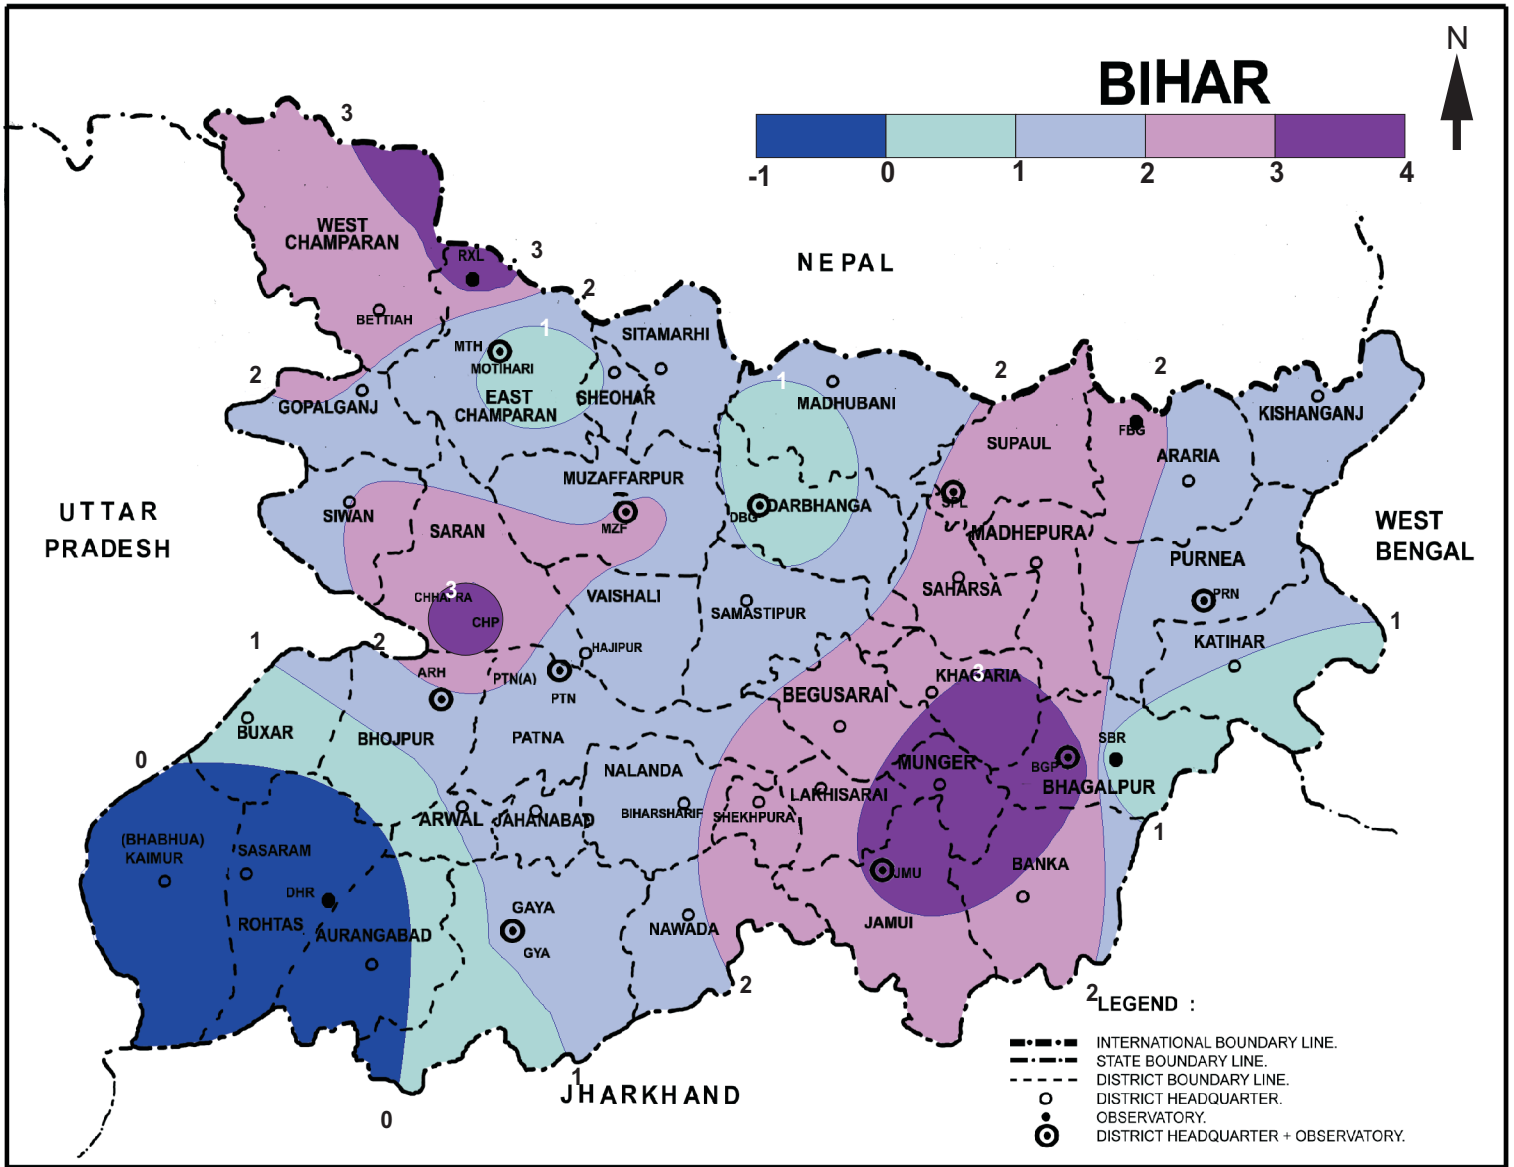 BIHAR
N
-1 0 1 2 3 4
3
WEST
CHAMPARAN
RXL
3
NEPAL
2
BETTIAH
1
SITAMARHI
MTH
MOTIHARI
2
GOPALGANJ
EAST
CHAMPARAN
SHEOHAR
1
MADHUBANI
2
2
KISHANGANJ
FBG
SUPAUL
ARARIA
MUZAFFARPUR
UTTAR
PRADESH
SIWAN
SARAN
MZF
DBG
DARBHANGA
SPL
MADHEPURA
WEST
BENGAL
PURNEA
CHHAPRA
3
CHP
VAISHALI
SAMASTIPUR
SAHARSA
PRN
1
2
1
KATIHAR
HAJIPUR
ARH
PTN(A)
PTN
KHAGARIA
3
BEGUSARAI
BUXAR
BHOJPUR
PATNA
SBR
0
NALANDA
MUNGER
BGP
BHAGALPUR
LAKHISARAI
ARWAL
JAHANABAD
BIHARSHARIF
SHEKHPURA
1
(BHABHUA)
KAIMUR
SASARAM
BANKA
JMU
DHR
ROHTAS
AURANGABAD
GAYA
GYA
NAWADA
JAMUI
2
2
LEGEND :
INTERNATIONAL BOUNDARY LINE.
STATE BOUNDARY LINE.
DISTRICT BOUNDARY LINE.
DISTRICT HEADQUARTER.
OBSERVATORY.
DISTRICT HEADQUARTER + OBSERVATORY.
1
JHARKHAND
0